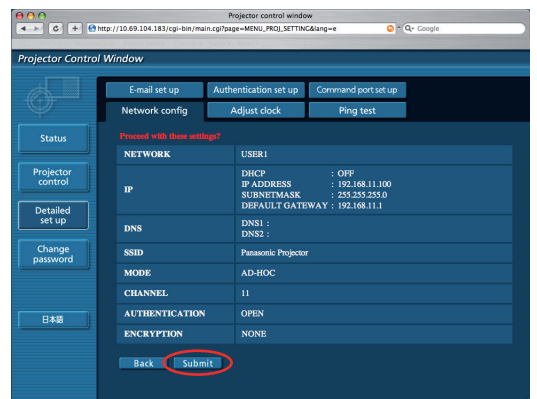 Projector control window
http://10.69.104.183/cgi-bin/main.cgi?page=MENU_PROJ_SETTING&lang=e
Google
Projector Control Window
E-mail set up
Authentication set up
Command port set up
Network config
Adjust clock
Ping test
Status
Projector
control
Detailed
set up
Change
password
日本語
Proceed with these settings?
NETWORK USER1
IP
DHCP : OFF
IP ADDRESS : 192.168.11.100
SUBNETMASK : 255.255.255.0
DEFAULT GATEWAY : 192.168.11.1
DNS
DNS1 :
DNS2 :
SSID Panasonic Projector
MODE AD-HOC
CHANNEL 11
AUTHENTICATION OPEN
ENCRYPTION NONE
Back Submit